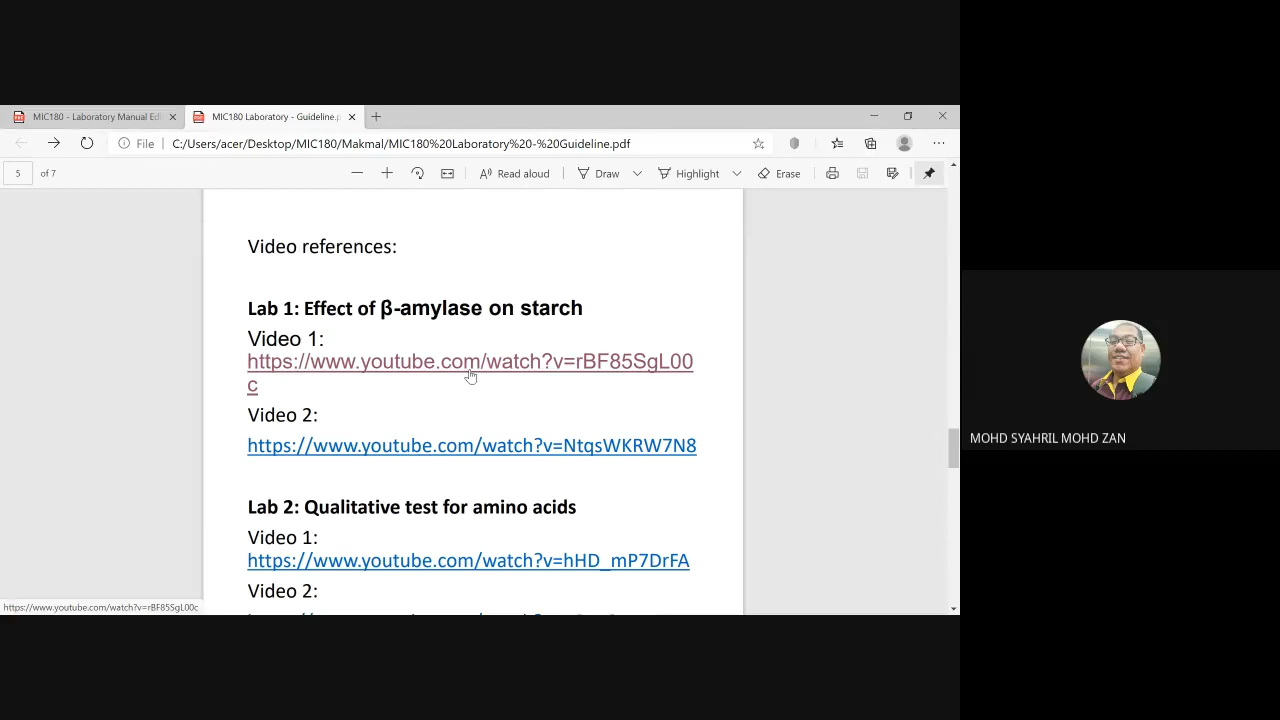 MIC180 - Laboratory Manual Edi
MIC180 Laboratory - Guideline.p
File
C:/Users/acer/Desktop/MIC180/Makmal/MIC180%20Laboratory%20-%20Guideline.pdf
5 of 7
Read aloud
Draw
Highlight
Erase
Video references:
Lab 1: Effect of β-amylase on starch
Video 1:
https://www.youtube.com/watch?v=rBF85SgL00
c
Video 2:
https://www.youtube.com/watch?v=NtqsWKRW7N8
Lab 2: Qualitative test for amino acids
Video 1:
https://www.youtube.com/watch?v=hHD_mP7DrFA
Video 2:
https://www.youtube.com/watch?v=rBF85SgL00c
MOHD SYAHRIL MOHD ZAN